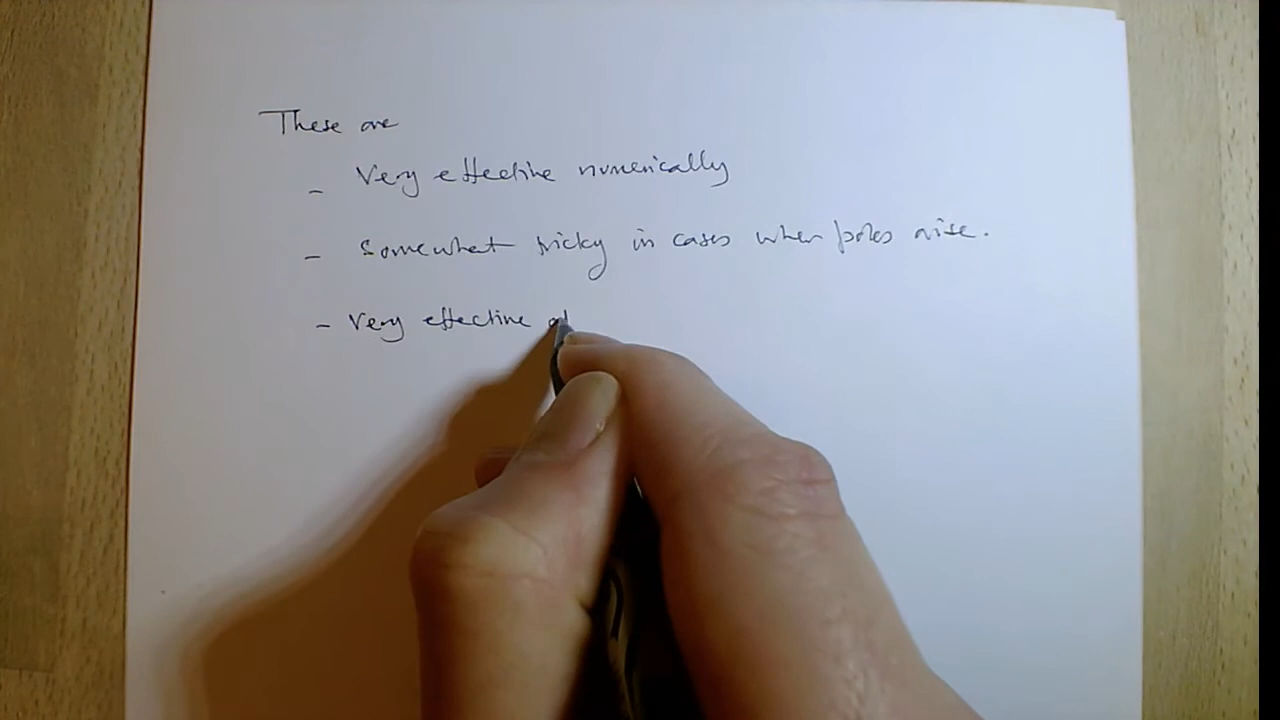 These are
- Very effective numerically
- Somewhat tricky in cases when poles arise.
- Very effective